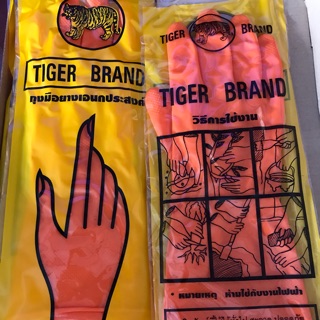 TIGER BRAND
ถุงมือยางเอนกประสงค์
TIGER BRAND
TIGER BRAND
วิธีการใช้งาน
* หมายเหตุ ห้ามใช้กับงานไฟฟ้า